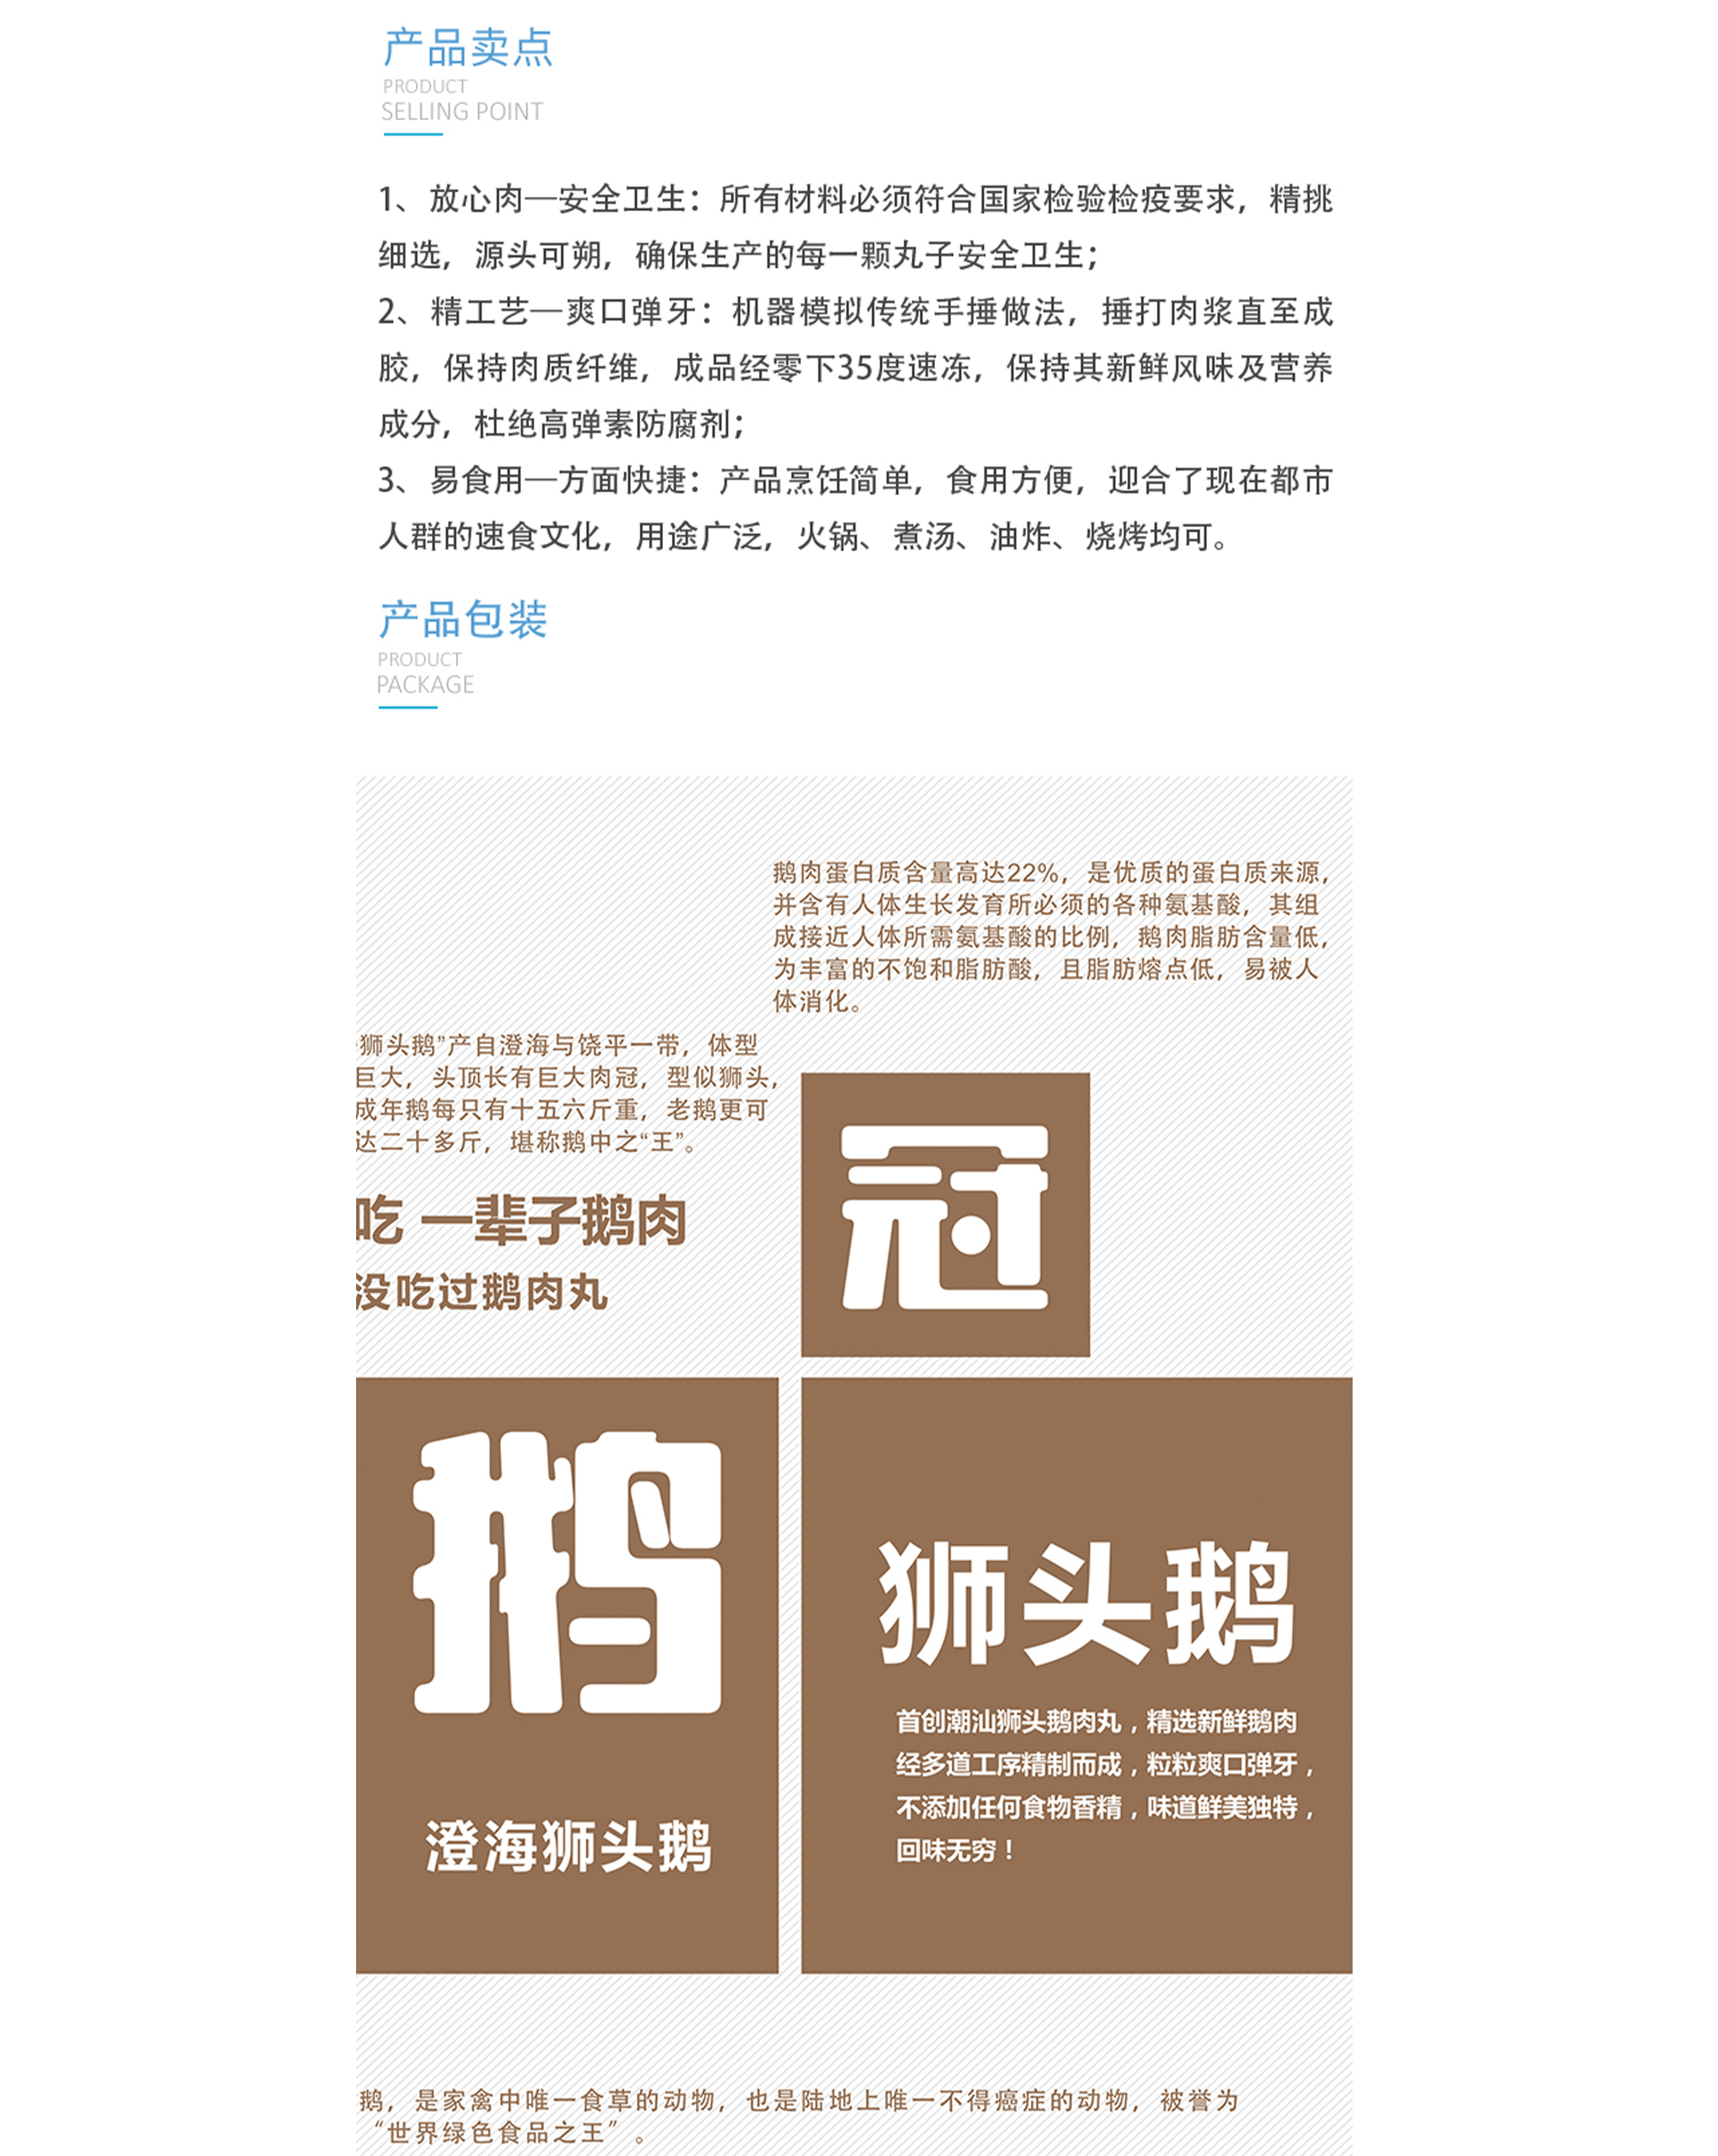 产品卖点
PRODUCT
SELLING POINT
1、放心肉—安全卫生：所有材料必须符合国家检验检疫要求，精挑
细选，源头可朔，确保生产的每一颗丸子安全卫生；
2、精工艺—爽口弹牙：机器模拟传统手捶做法，捶打肉浆直至成
胶，保持肉质纤维，成品经零下35度速冻，保持其新鲜风味及营养
成分，杜绝高弹素防腐剂；
3、易食用—方面快捷：产品烹饪简单，食用方便，迎合了现在都市
人群的速食文化，用途广泛，火锅、煮汤、油炸、烧烤均可。
产品包装
PRODUCT
PACKAGE
鹅肉蛋白质含量高达22%，是优质的蛋白质来源，
并含有人体生长发育所必须的各种氨基酸，其组
成接近人体所需氨基酸的比例，鹅肉脂肪含量低，
为丰富的不饱和脂肪酸，且脂肪熔点低，易被人
体消化。
狮头鹅”产自澄海与饶平一带，体型
巨大，头顶长有巨大肉冠，型似狮头，
成年鹅每只有十五六斤重，老鹅更可
达二十多斤，堪称鹅中之“王”。
吃 一辈子鹅肉
没吃过鹅肉丸
冠
鹅
澄海狮头鹅
狮头鹅
首创潮汕狮头鹅肉丸，精选新鲜鹅肉
经多道工序精制而成，粒粒爽口弹牙，
不添加任何食物香精，味道鲜美独特，
回味无穷！
鹅，是家禽中唯一食草的动物，也是陆地上唯一不得癌症的动物，被誉为
“世界绿色食品之王”。